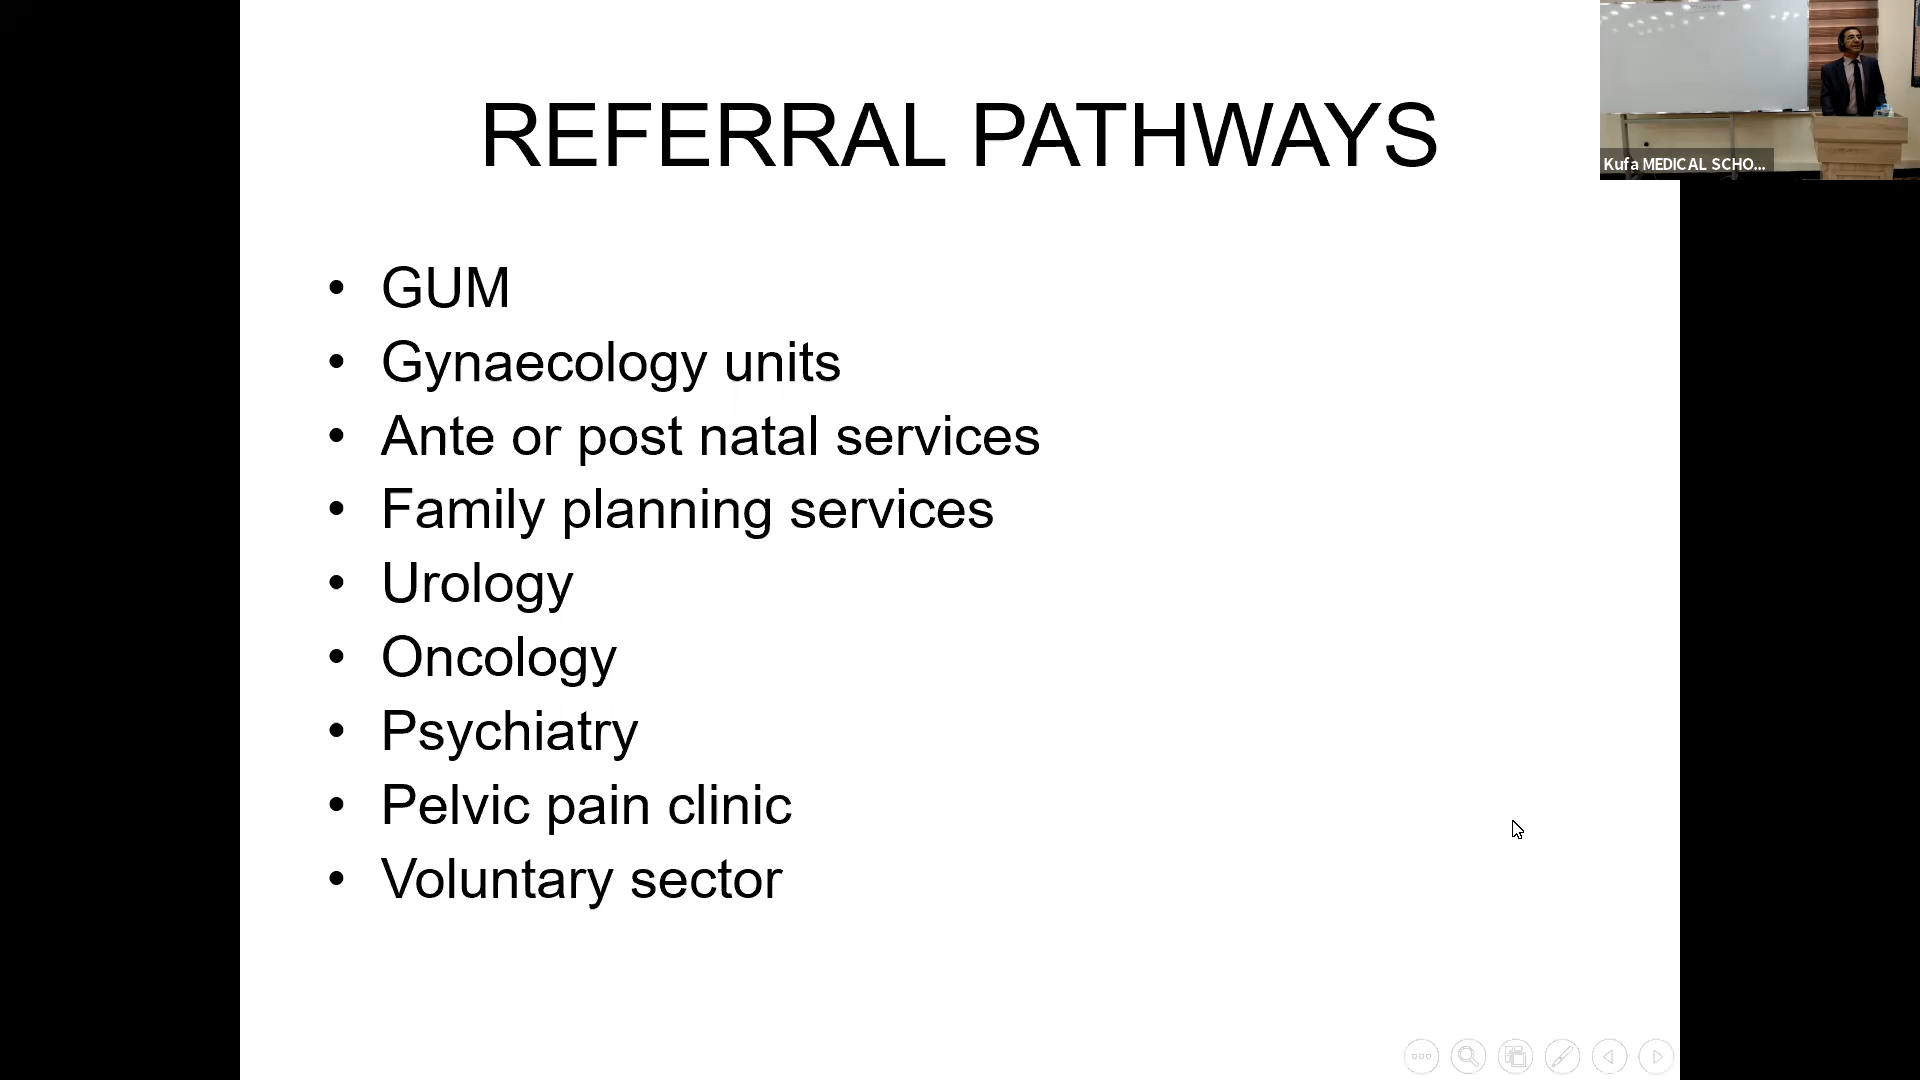 REFERRAL PATHWAYS
• GUM
• Gynaecology units
• Ante or post natal services
• Family planning services
• Urology
• Oncology
• Psychiatry
• Pelvic pain clinic
• Voluntary sector
Kufa MEDICAL SCHO...